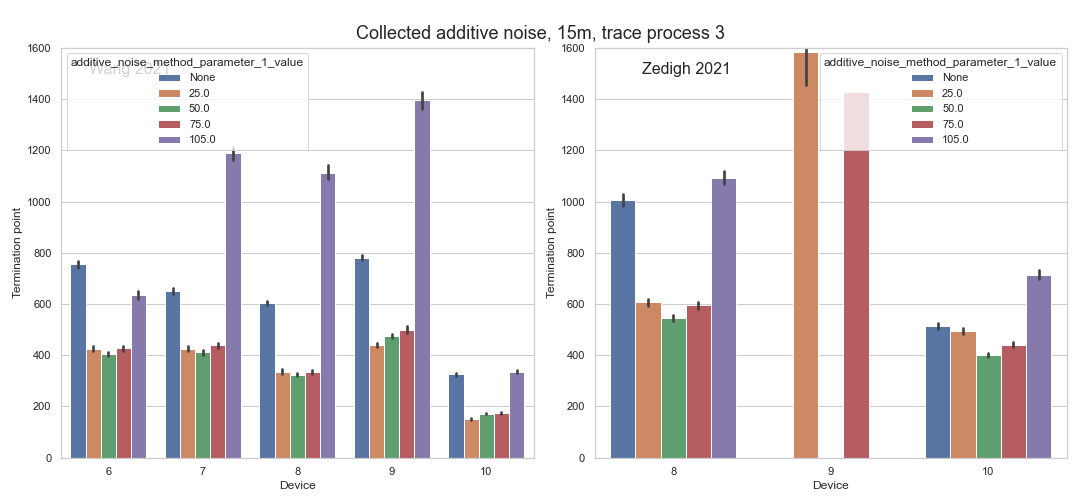 Collected additive noise, 15m, trace process 3
Wang 2021
additive_noise_method_parameter_1_value
None
25.0
50.0
75.0
105.0
Termination point
1600
1400
1200
1000
800
600
400
200
0
6 7 8 9 10
Device
Zedigh 2021
additive_noise_method_parameter_1_value
None
25.0
50.0
75.0
105.0
Termination point
1600
1400
1200
1000
800
600
400
200
0
8 9 10
Device